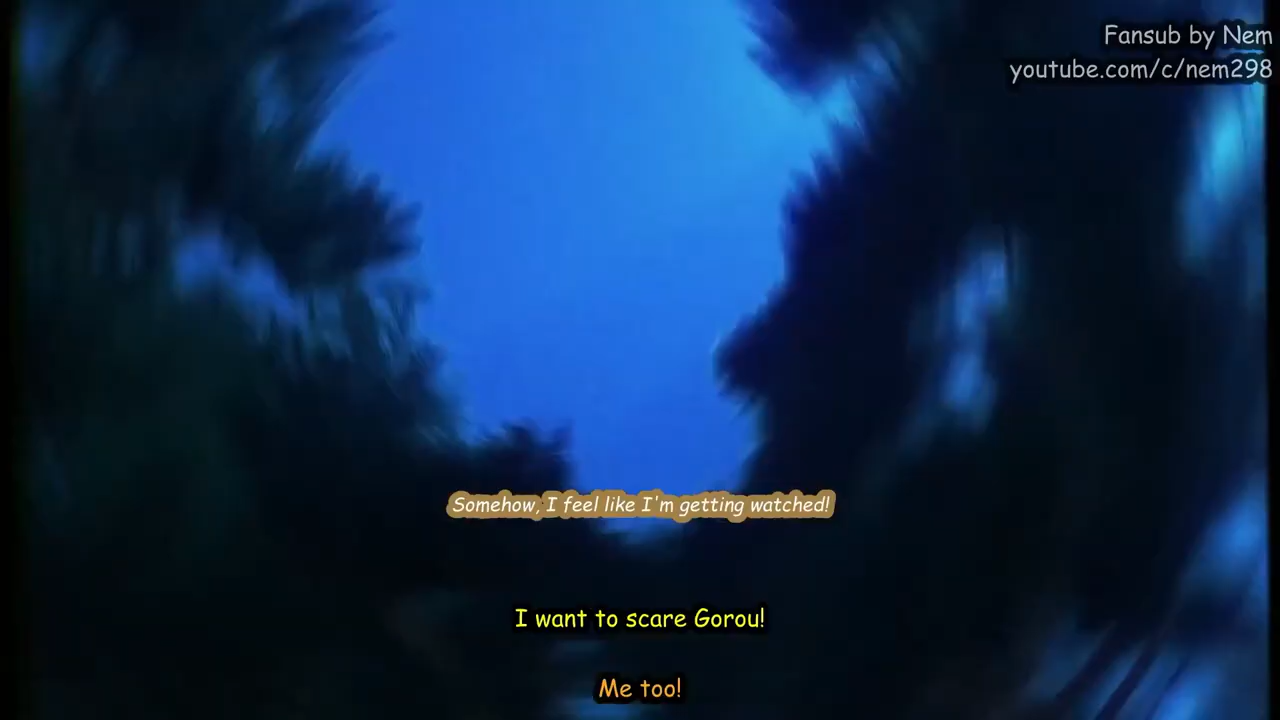 Fansub by Nem
youtube.com/c/nem298
Somehow, I feel like I'm getting watched!
I want to scare Gorou!
Me too!